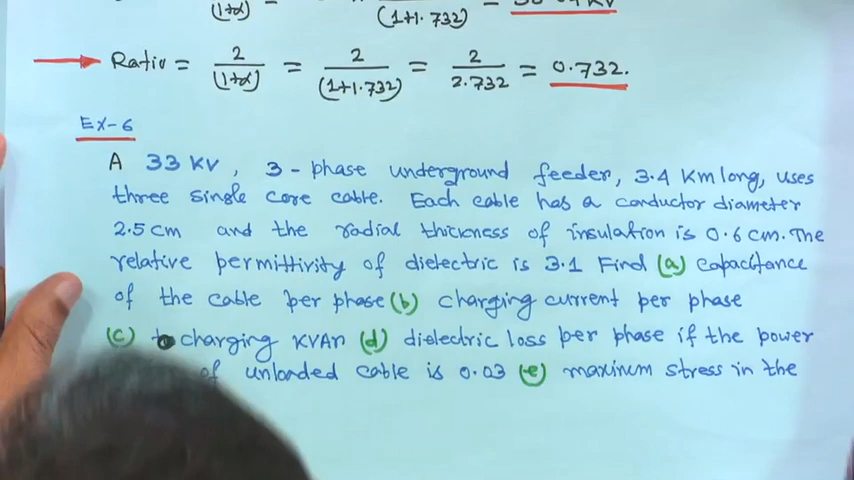 (1+α) (1+1.732)
Ratio = 2/(1+α) = 2/(1+1.732) = 2/2.732 = 0.732.
EX-6
A 33 KV, 3-phase underground feeder, 3.4 Km long, uses
three single core cable. Each cable has a conductor diameter
2.5 cm and the radial thickness of insulation is 0.6 cm. The
relative permittivity of dielectric is 3.1 Find (a) capacitance
of the cable per phase (b) charging current per phase
(c) charging KVAr (d) dielectric loss per phase if the power
of unloaded cable is 0.03 (e) maximum stress in the